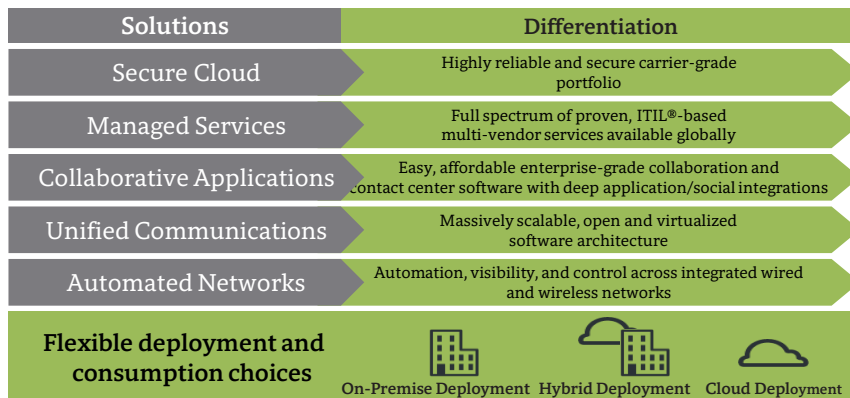 Solutions
Differentiation
Secure Cloud
Highly reliable and secure carrier-grade
portfolio
Managed Services
Full spectrum of proven, ITIL®-based
multi-vendor services available globally
Collaborative Applications
Easy, affordable enterprise-grade collaboration and
contact center software with deep application/social integrations
Unified Communications
Massively scalable, open and virtualized
software architecture
Automated Networks
Automation, visibility, and control across integrated wired
and wireless networks
Flexible deployment and
consumption choices
On-Premise Deployment
Hybrid Deployment
Cloud Deployment